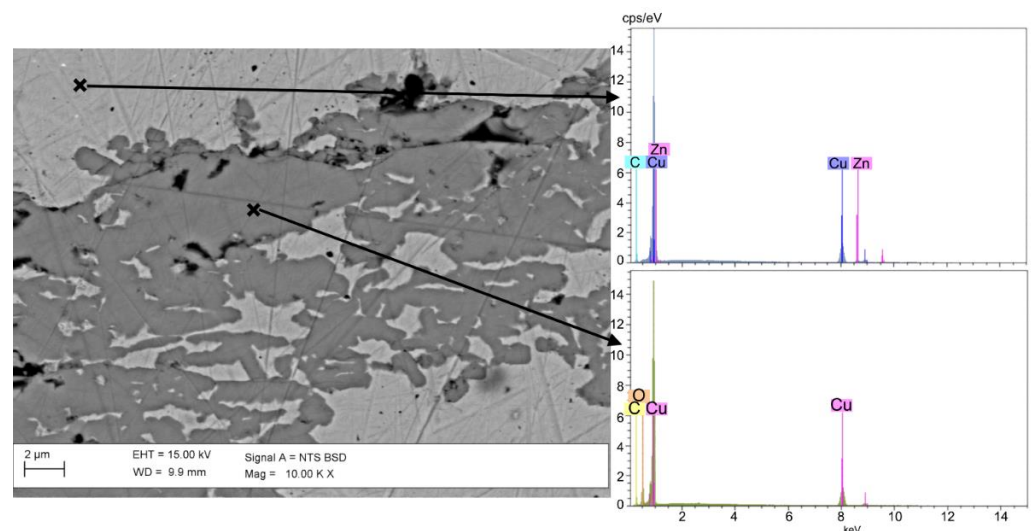 cps/eV
14
12
10
8
6
4
2
0
C
Zn
Cu
Cu
Zn
14
12
10
8
6
4
2
0
O
C
Cu
Cu
2 4 6 8 10 12 14
keV
2 µm
EHT = 15.00 kV
Signal A = NTS BSD
WD = 9.9 mm
Mag = 10.00 K X